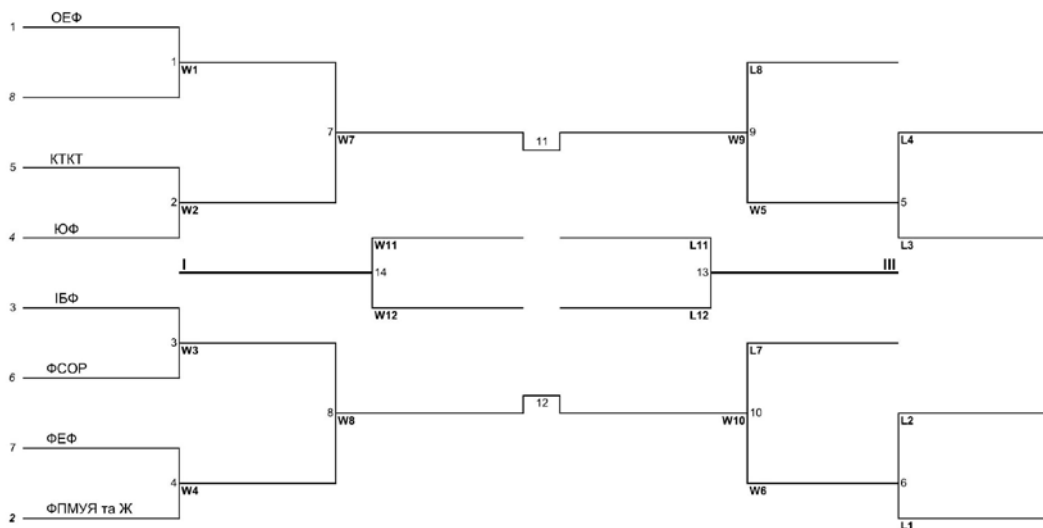 1 ОЕФ
1 W1 L8
8
7 W7 11 W9 9 L4
5 КТКТ
2 W2 W5 5
4 ЮФ W11 L11 L3
I 14 13 III
3 ІБФ W12 L12
3 W3 L7
6 ФСОР
8 W8 12 W10 10 L2
7 ФЕФ
4 W4 W6 6
2 ФПМУЯ та Ж L1